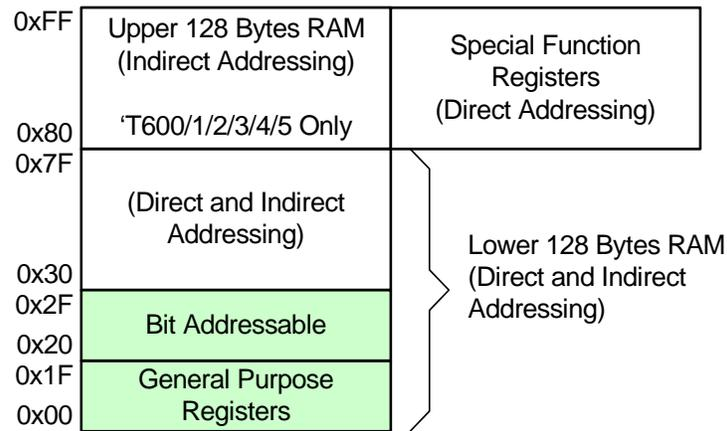 0xFF
Upper 128 Bytes RAM
(Indirect Addressing)
‘T600/1/2/3/4/5 Only
0x80
Special Function
Registers
(Direct Addressing)
0x7F
(Direct and Indirect
Addressing)
0x30
0x2F
Bit Addressable
0x20
0x1F
General Purpose
Registers
0x00
Lower 128 Bytes RAM
(Direct and Indirect
Addressing)